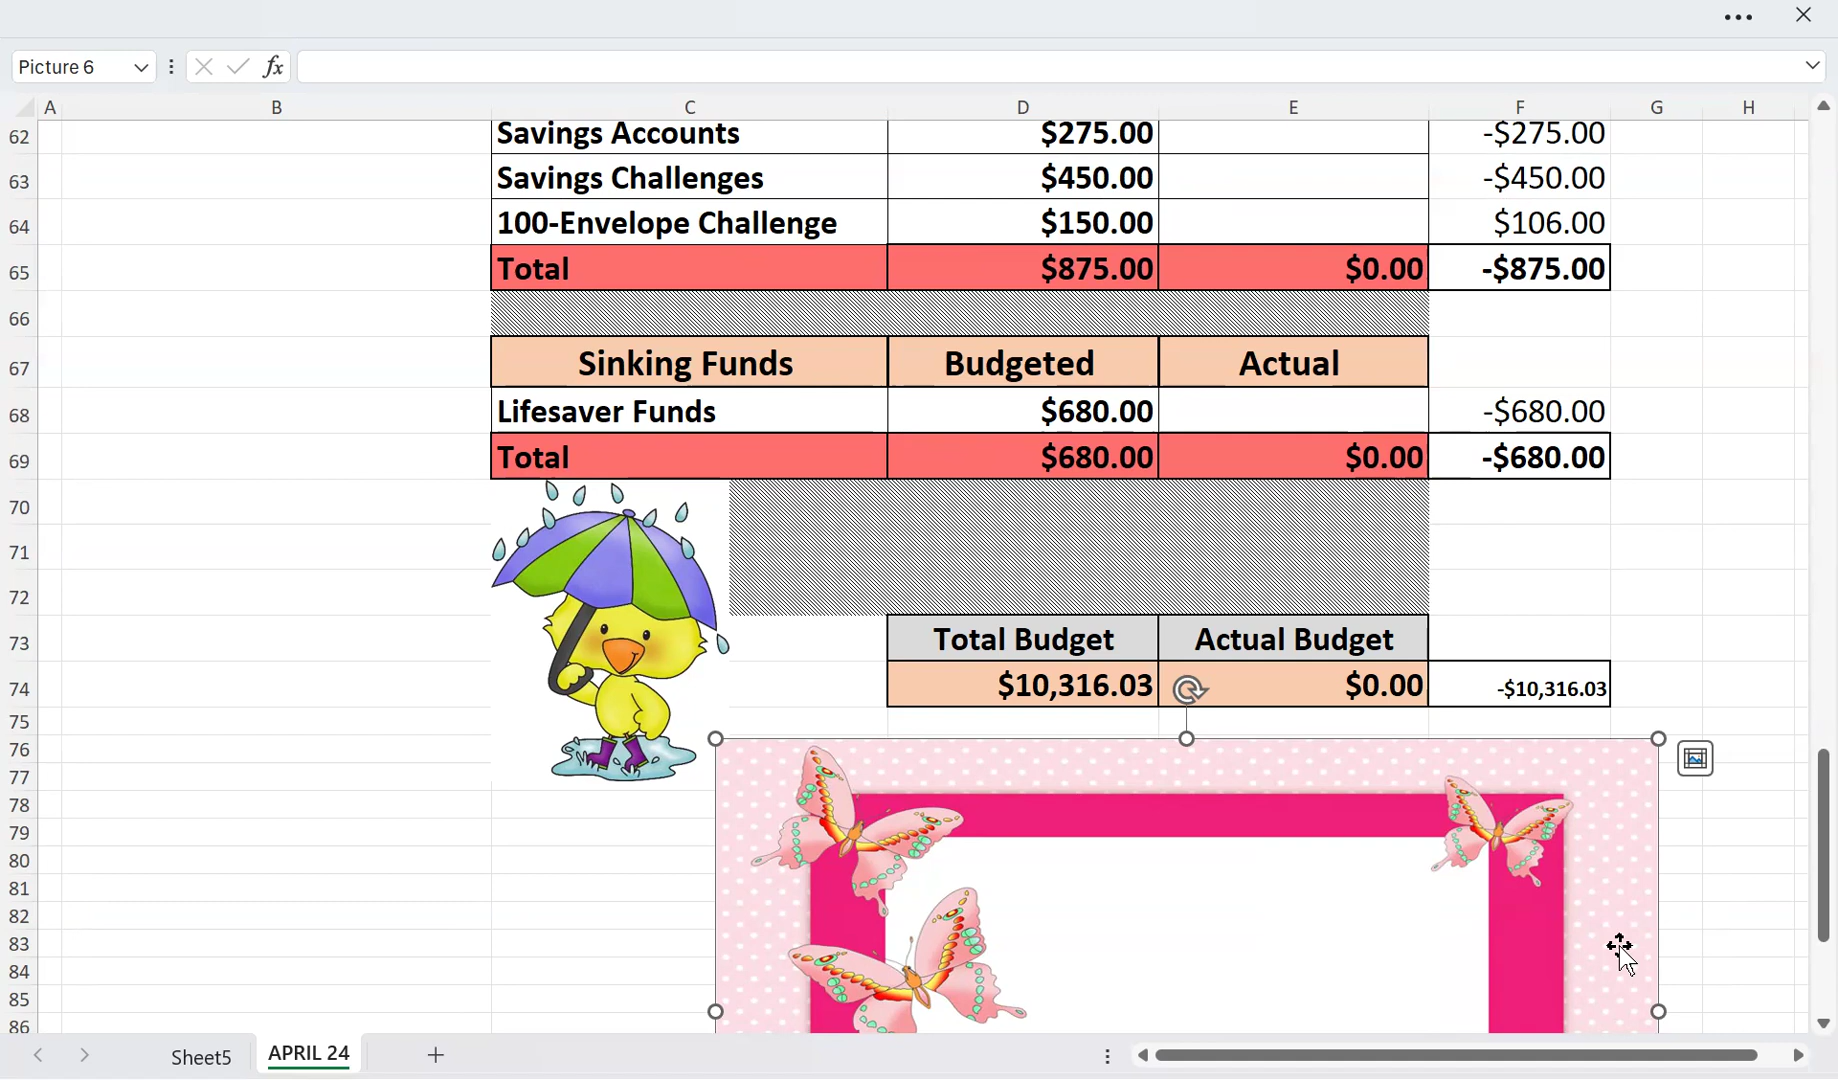 Picture 6
fx
A B C D E F G H
62 Savings Accounts $275.00 -$275.00
63 Savings Challenges $450.00 -$450.00
64 100-Envelope Challenge $150.00 $106.00
65 Total $875.00 $0.00 -$875.00
66
67 Sinking Funds Budgeted Actual
68 Lifesaver Funds $680.00 -$680.00
69 Total $680.00 $0.00 -$680.00
70
71
72
73 Total Budget Actual Budget
74 $10,316.03 $0.00 -$10,316.03
75
76
77
78
79
80
81
82
83
84
85
86
Sheet5 APRIL 24